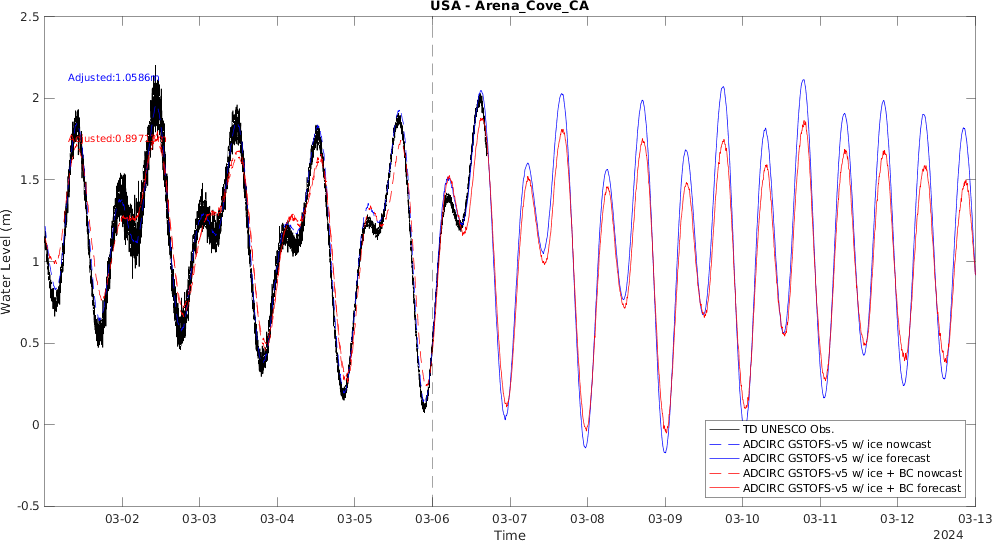 USA - Arena_Cove_CA
2.5
2
1.5
1
0.5
0
-0.5
Water Level (m)
Adjusted:1.0586m
Adjusted:0.897
03-02
03-03
03-04
03-05
03-06
03-07
03-08
03-09
03-10
03-11
03-12
03-13
Time
2024
TD UNESCO Obs.
ADCIRC GSTOFS-v5 w/ ice nowcast
ADCIRC GSTOFS-v5 w/ ice forecast
ADCIRC GSTOFS-v5 w/ ice + BC nowcast
ADCIRC GSTOFS-v5 w/ ice + BC forecast